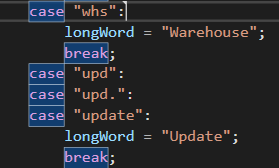 case "whs":
longWord = "Warehouse";
break;
case "upd":
case "upd.":
case "update":
longWord = "Update";
break;